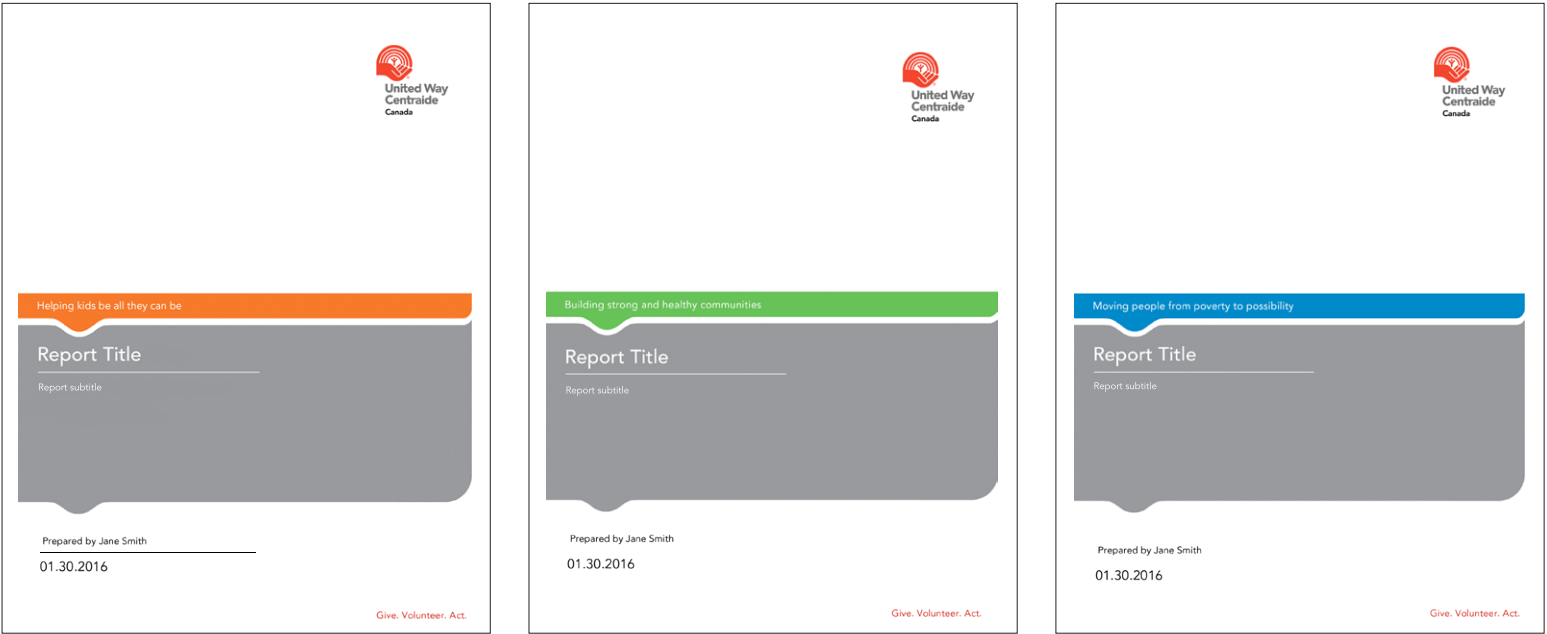 United Way
Centraide
Canada
Helping kids be all they can be
Report Title
Report subtitle
Prepared by Jane Smith
01.30.2016
Give. Volunteer. Act.
United Way
Centraide
Canada
Building strong and healthy communities
Report Title
Report subtitle
Prepared by Jane Smith
01.30.2016
Give. Volunteer. Act.
United Way
Centraide
Canada
Moving people from poverty to possibility
Report Title
Report subtitle
Prepared by Jane Smith
01.30.2016
Give. Volunteer. Act.